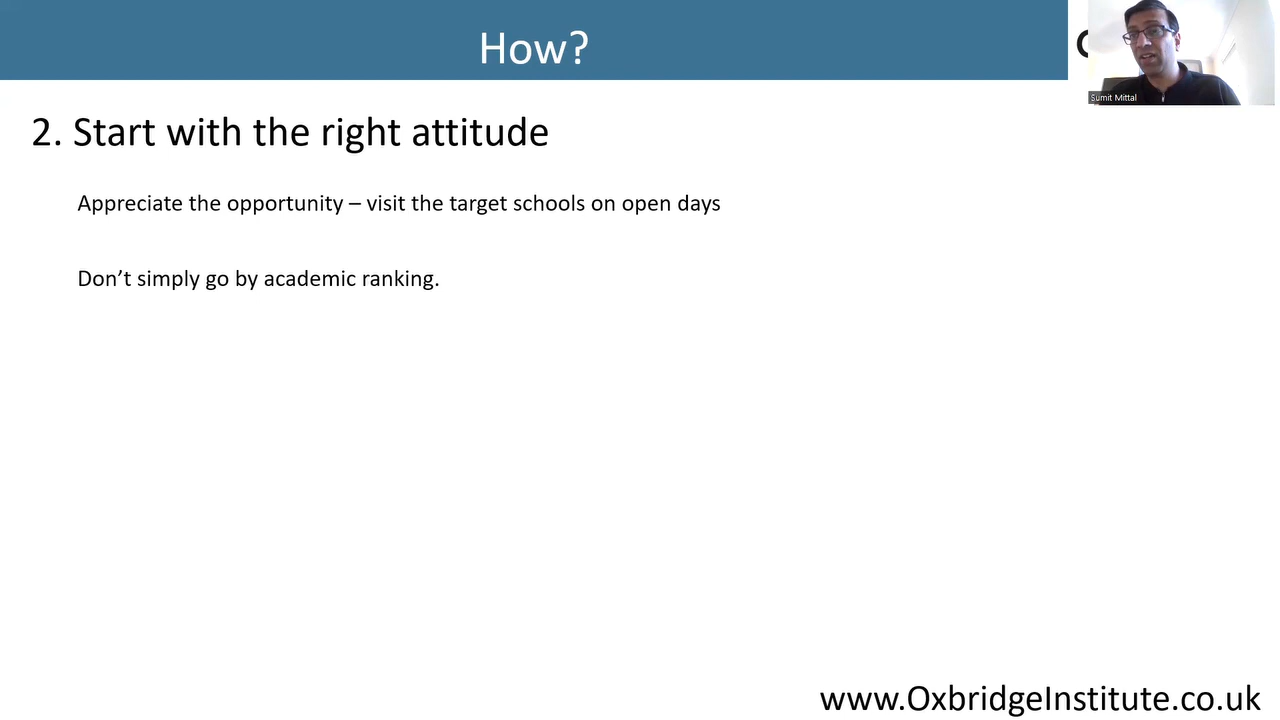 How?
Sumit Mittal
2. Start with the right attitude
Appreciate the opportunity – visit the target schools on open days
Don’t simply go by academic ranking.
www.OxbridgeInstitute.co.uk